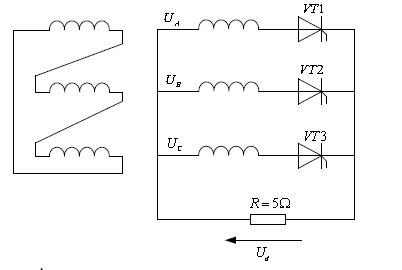 U_A
VT1
U_B
VT2
U_C
VT3
R=5Ω
U_d